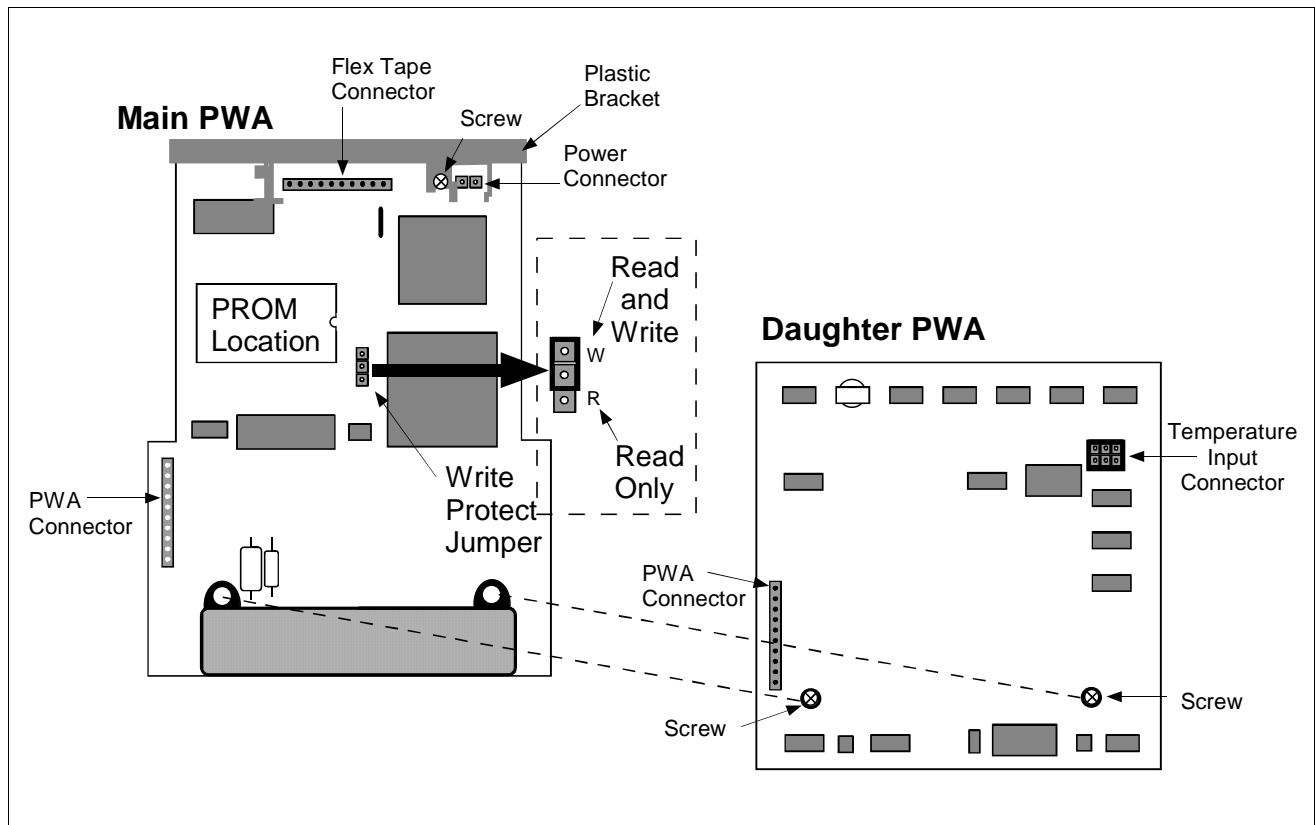 Flex Tape
Connector
Plastic
Bracket
Main PWA
Screw
Power
Connector
Read
and
Write
PROM
Location
W
R
Daughter PWA
Read
Only
Write
Protect
Jumper
PWA
Connector
Temperature
Input
Connector
PWA
Connector
Screw
Screw